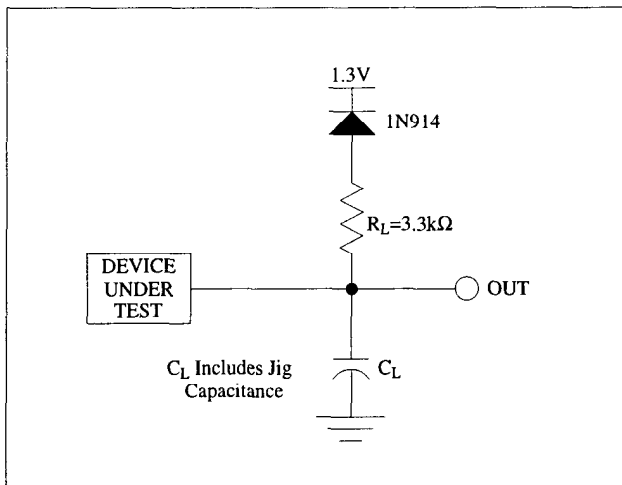 1.3V
1N914
R_L=3.3kΩ
DEVICE
UNDER
TEST
OUT
C_L Includes Jig
Capacitance
C_L